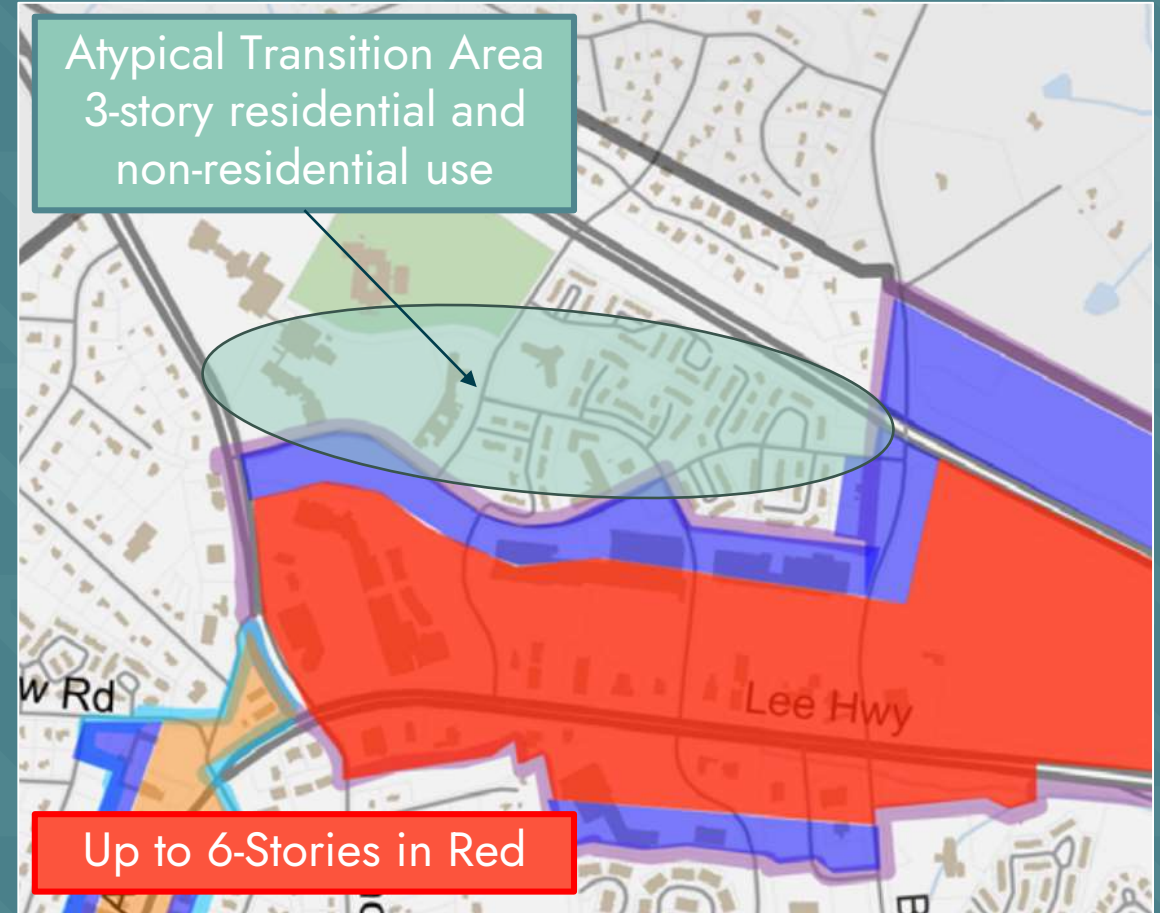 Atypical Transition Area
3-story residential and
non-residential use
w Rd
Lee Hwy
Up to 6-Stories in Red